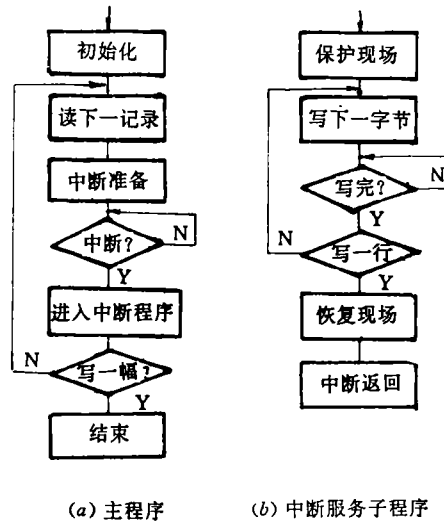 初始化
读下一记录
中断准备
中断?
N
Y
进入中断程序
N
写一幅?
Y
结束
(a) 主程序
保护现场
写下一字节
N
写完?
Y
N
写一行
Y
恢复现场
中断返回
(b) 中断服务子程序